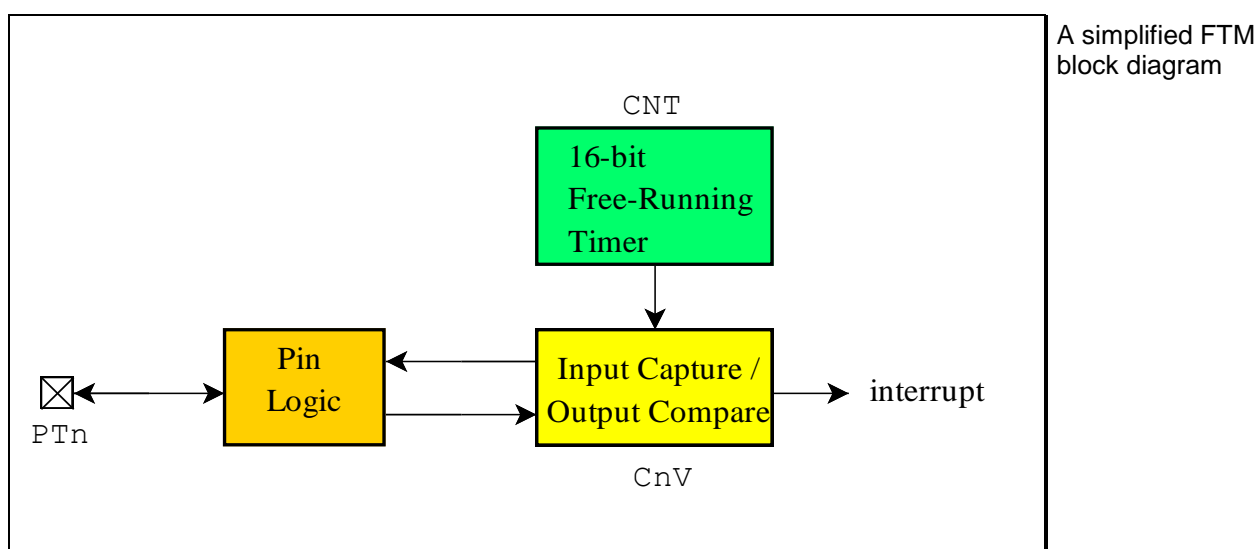 A simplified FTM
block diagram
CNT
16-bit
Free-Running
Timer
Pin
Logic
Input Capture /
Output Compare
interrupt
PTn
CnV